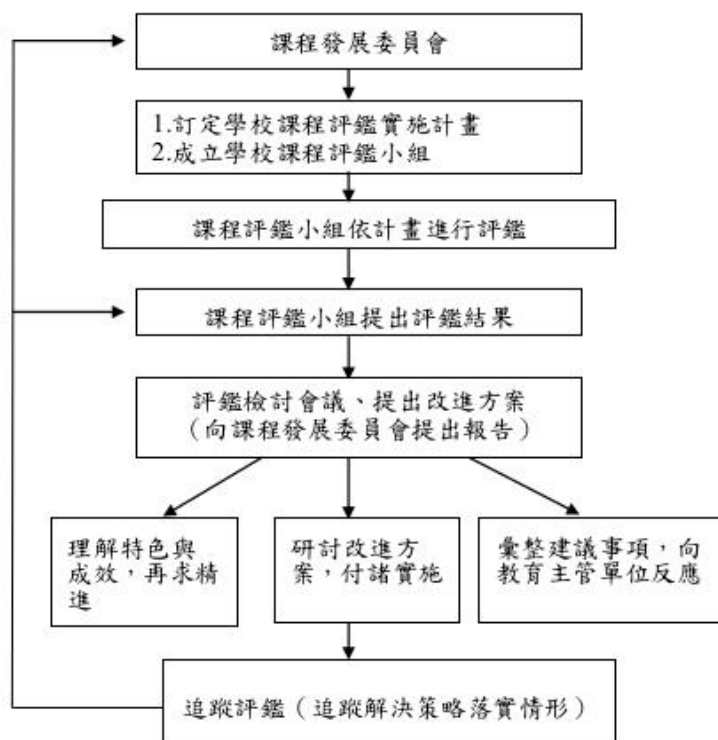 課程發展委員會
1.訂定學校課程評鑑實施計畫
2.成立學校課程評鑑小組
課程評鑑小組依計畫進行評鑑
課程評鑑小組提出評鑑結果
評鑑檢討會議、提出改進方案
（向課程發展委員會提出報告）
理解特色與
成效，再求精
進
研討改進方
案，付諸實施
彙整建議事項，向
教育主管單位反應
追蹤評鑑（追蹤解決策略落實情形）